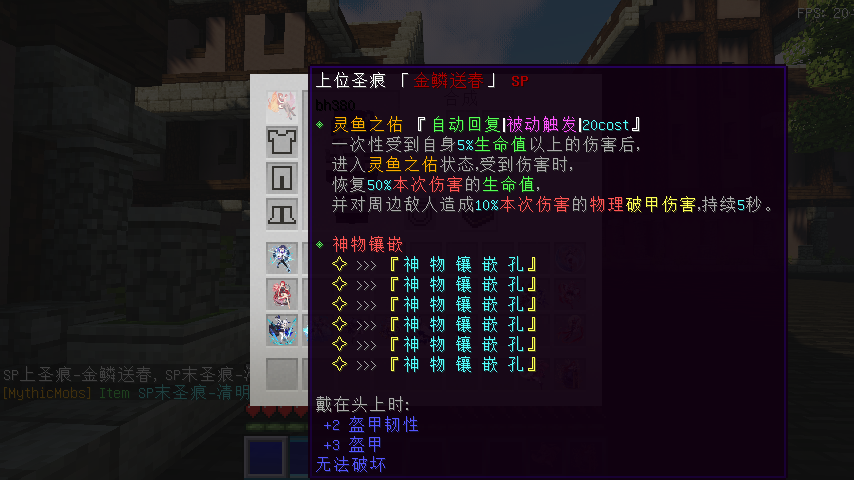 FPS: 20
上位圣痕 「 金鳞送春 」 SP
bh380
灵鱼之佑 『 自动回复|被动触发|20cost』
一次性受到自身5%生命值以上的伤害后,
进入灵鱼之佑状态,受到伤害时,
恢复50%本次伤害的生命值,
并对周边敌人造成10%本次伤害的物理破甲伤害,持续5秒。
神物镶嵌
✧ >>> 『 神 物 镶 嵌 孔 』
✧ >>> 『 神 物 镶 嵌 孔 』
✧ >>> 『 神 物 镶 嵌 孔 』
✧ >>> 『 神 物 镶 嵌 孔 』
✧ >>> 『 神 物 镶 嵌 孔 』
✧ >>> 『 神 物 镶 嵌 孔 』
SP上圣痕-金鳞送春, SP末圣痕-
[MythicMobs] Item SP末圣痕-清明
戴在头上时:
+2 盔甲韧性
+3 盔甲
无法破坏